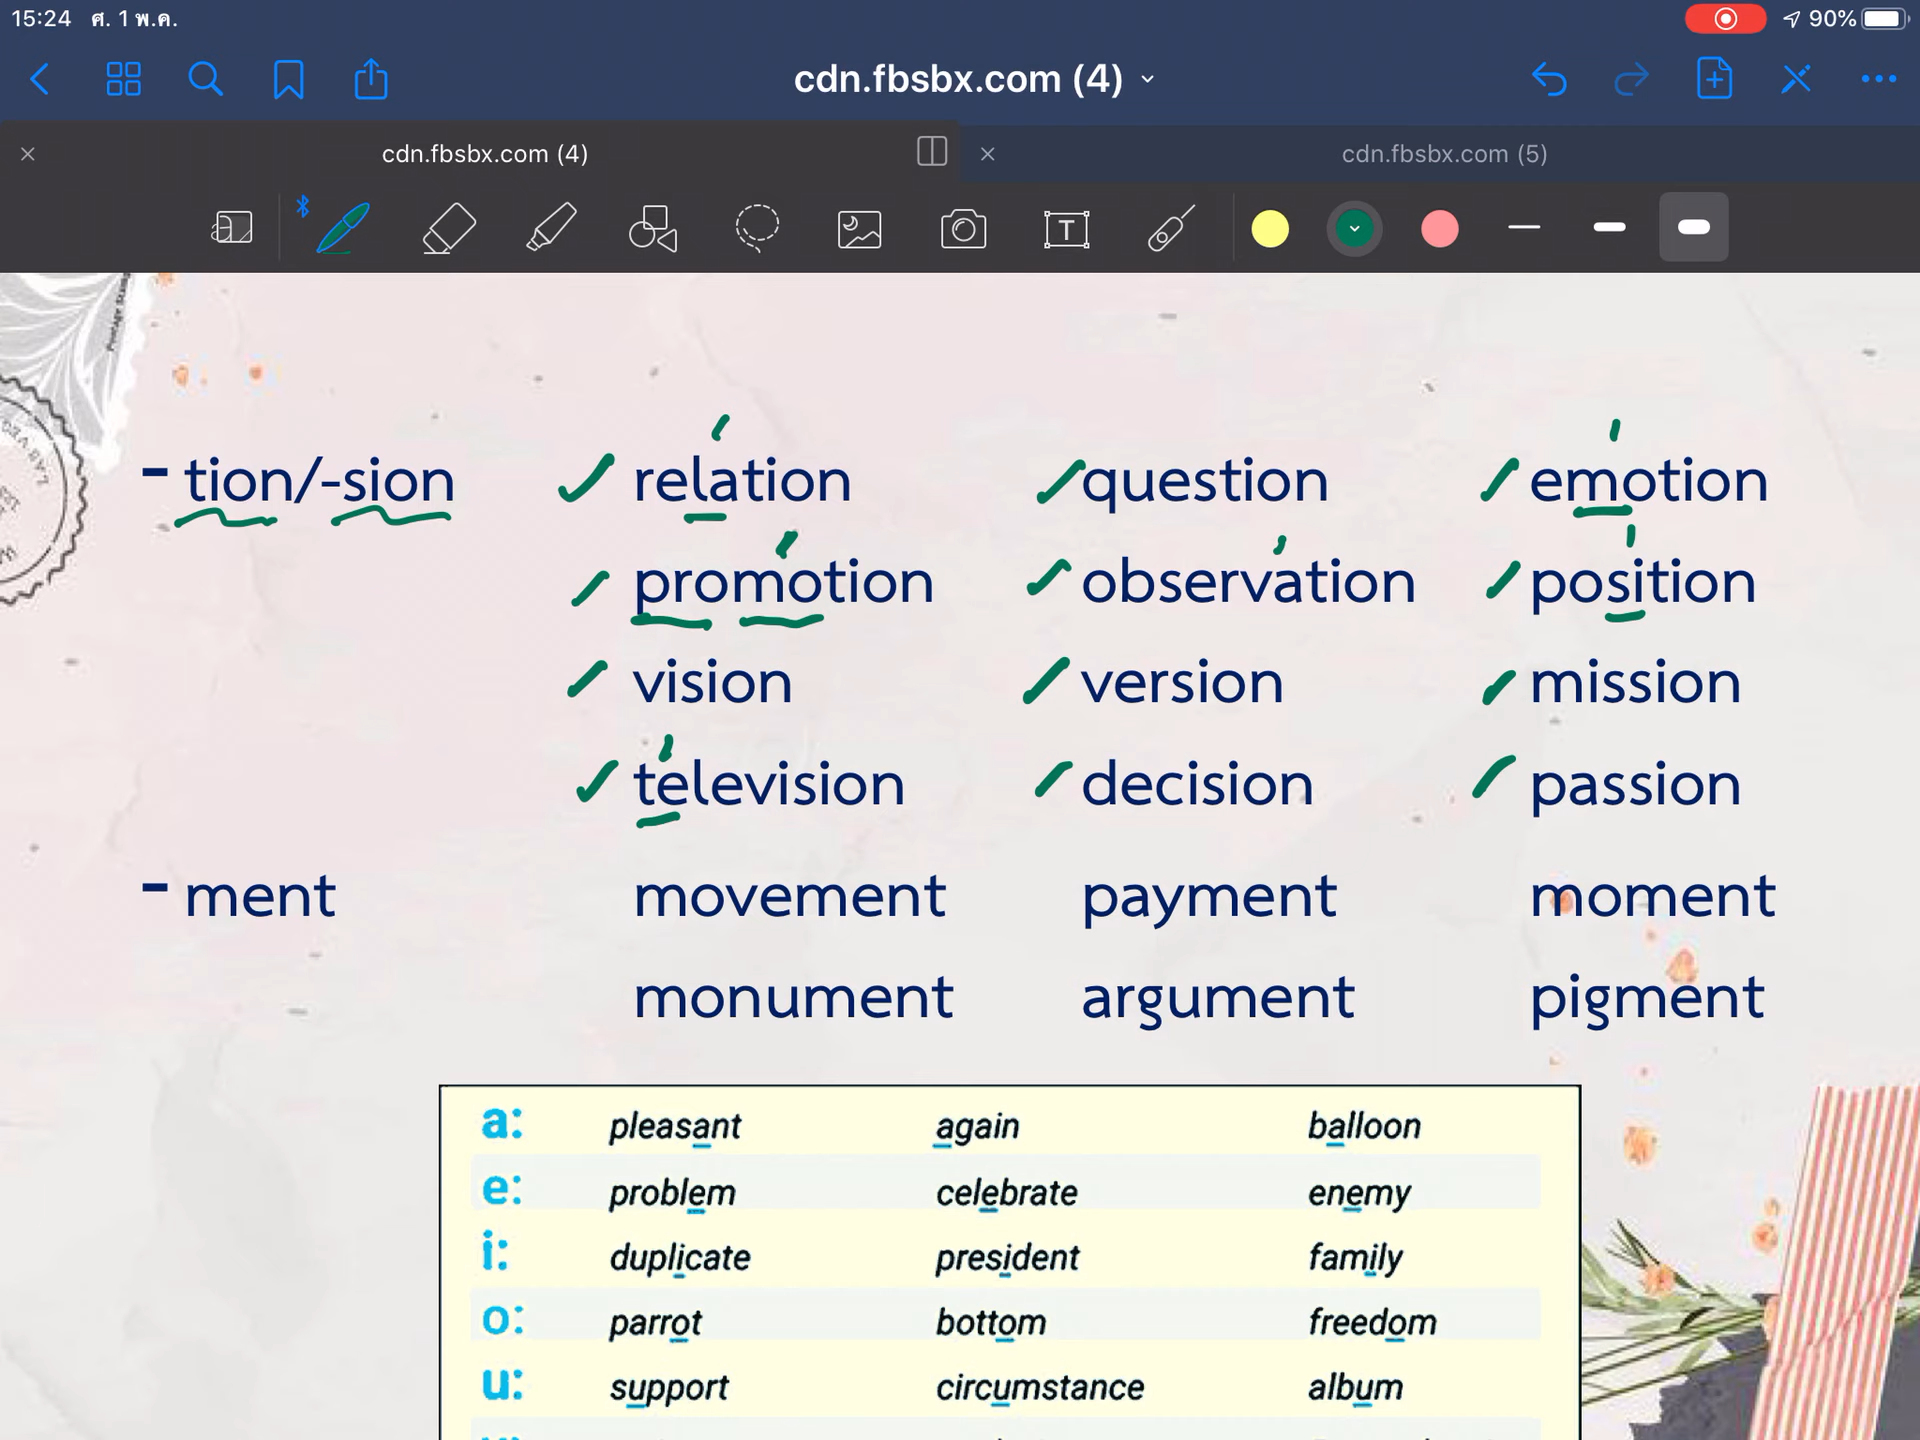 15:24 ศ. 1 พ.ค. 90%
cdn.fbsbx.com (4)
cdn.fbsbx.com (4) cdn.fbsbx.com (5)
T
- tion/-sion relation question emotion
promotion observation position
vision version mission
television decision passion
- ment movement payment moment
monument argument pigment
a: pleasant again balloon
e: problem celebrate enemy
i: duplicate president family
o: parrot bottom freedom
u: support circumstance album